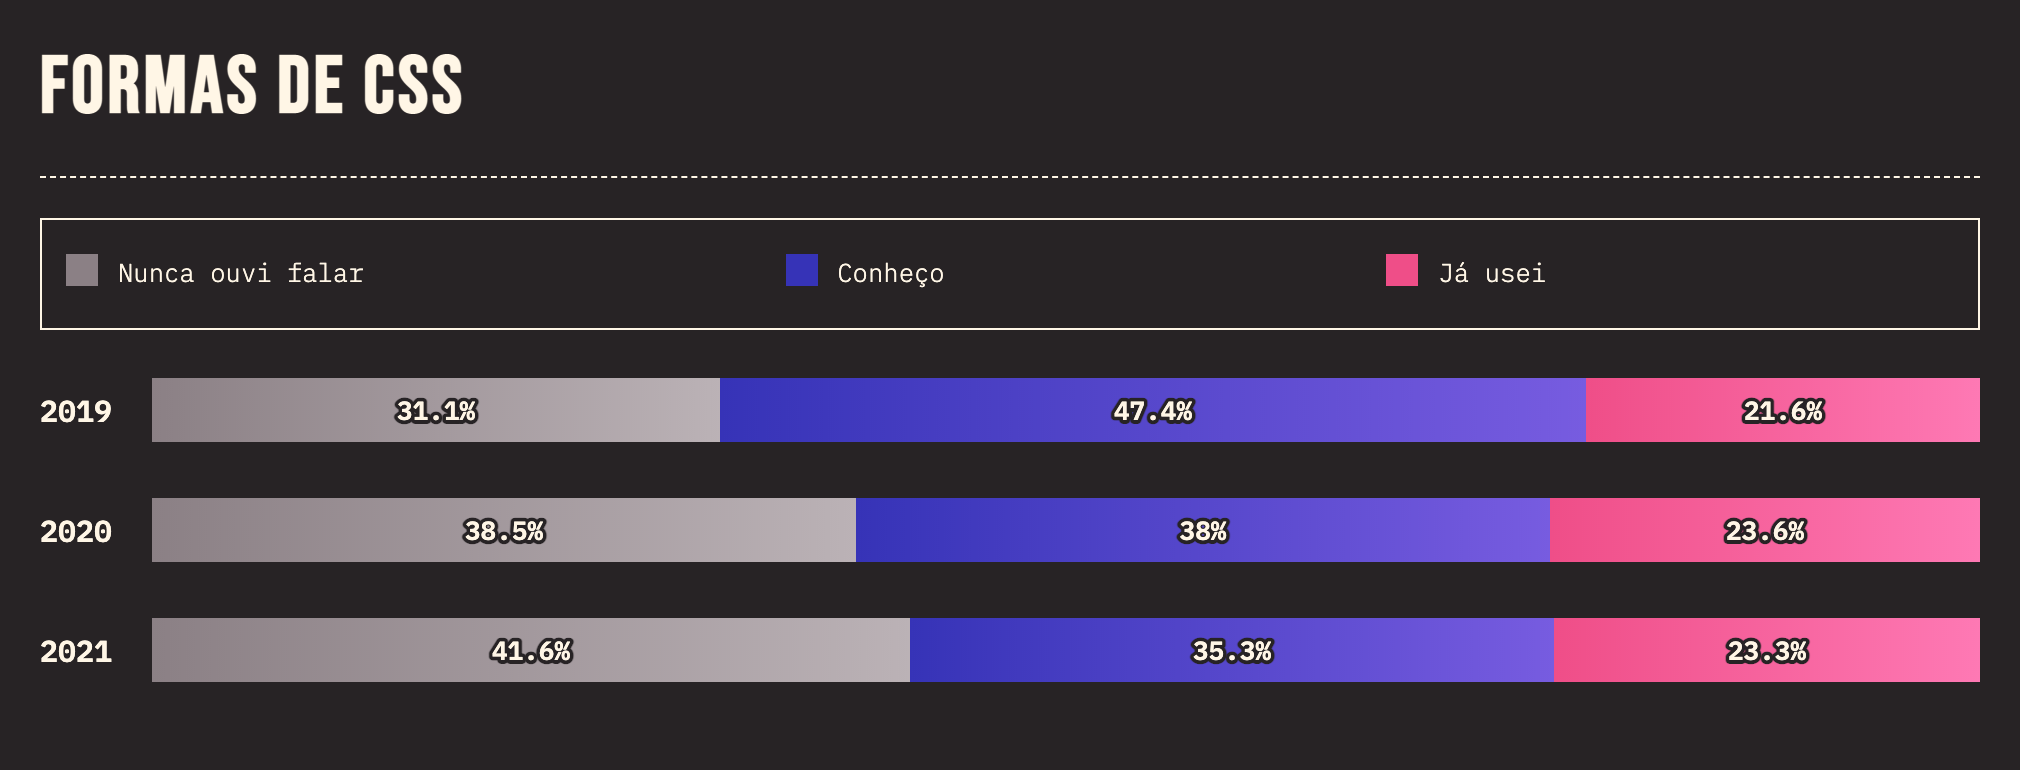 FORMAS DE CSS
Nunca ouvi falar Conheço Já usei
2019 31.1% 47.4% 21.6%
2020 38.5% 38% 23.6%
2021 41.6% 35.3% 23.3%